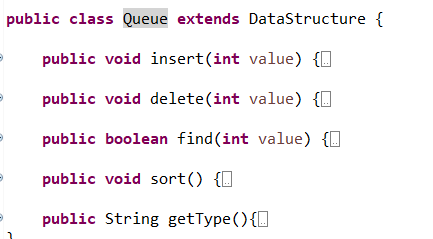 public class Queue extends DataStructure {
public void insert(int value) {
public void delete(int value) {
public boolean find(int value) {
public void sort() {
public String getType(){
}